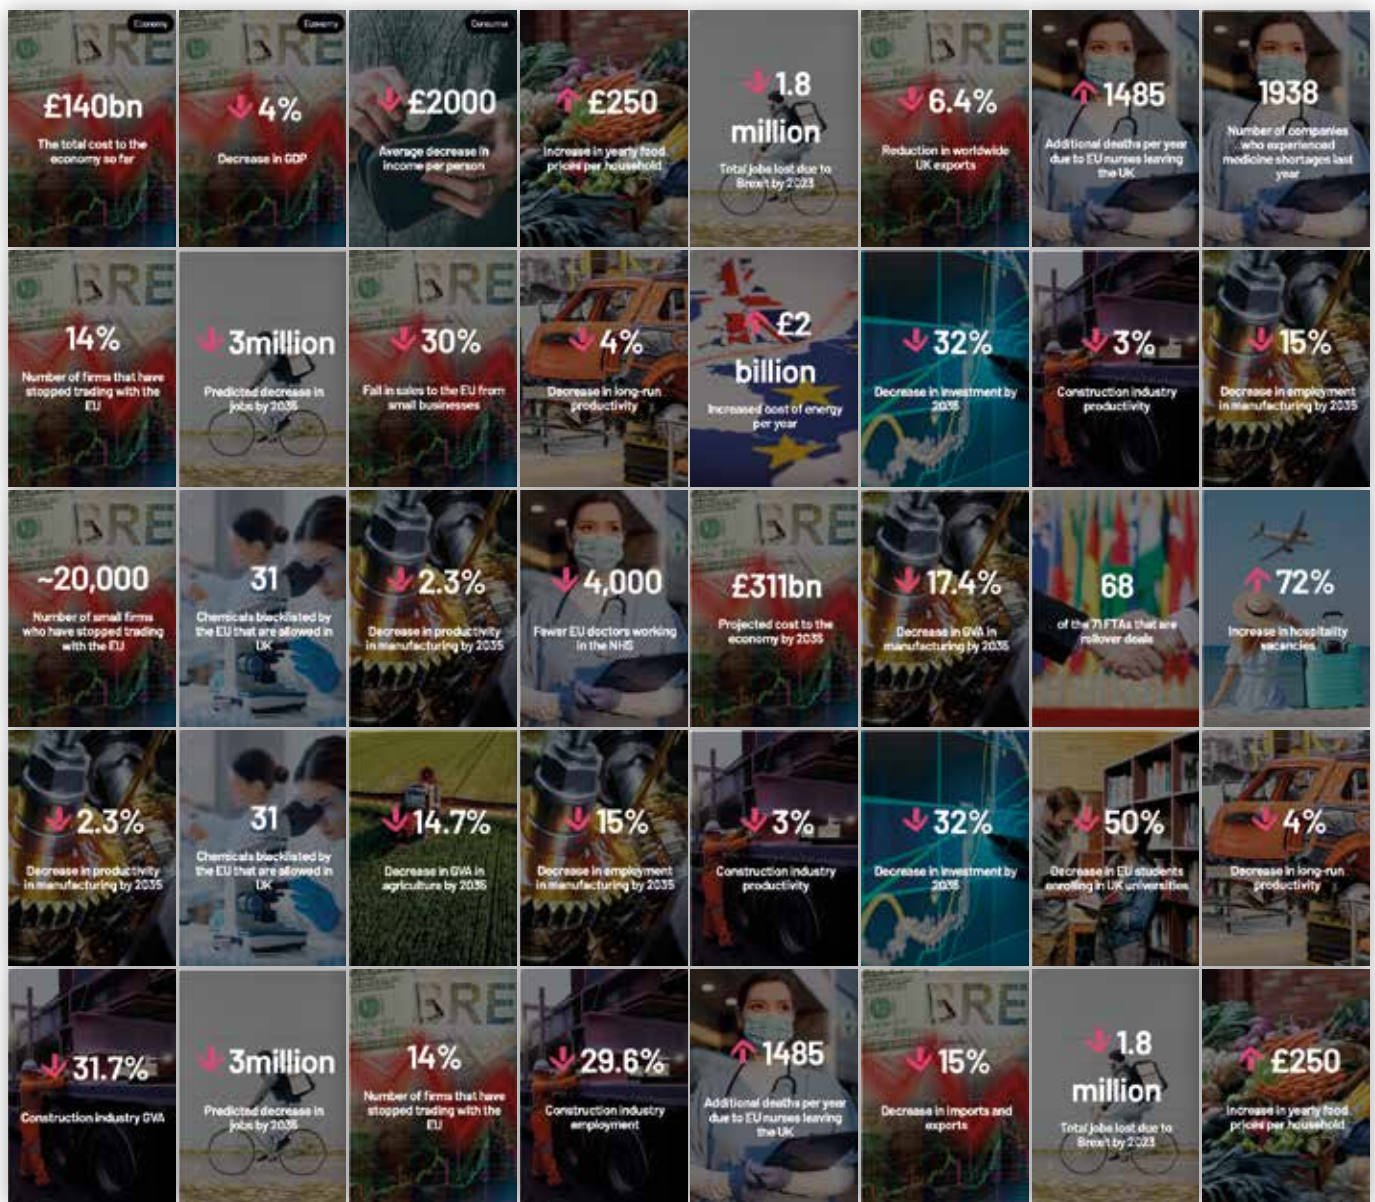 Economy
BRE
£140bn
The total cost to the
economy so far
Economy
BRE
4%
Decrease in GDP
Consumer
£2000
Average decrease in
income per person
£250
Increase in yearly food
prices per household
1.8
million
Total jobs lost due to
Brexit by 2023
BRE
6.4%
Reduction in worldwide
UK exports
1485
Additional deaths per year
due to EU nurses leaving
the UK
1938
Number of companies
who experienced
medicine shortages last
year
BRE
14%
Number of firms that have
stopped trading with the
EU
3million
Predicted decrease in
jobs by 2035
BRE
30%
Fall in sales to the EU from
small businesses
4%
Decrease in long-run
productivity
£2
billion
Increased cost of energy
per year
32%
Decrease in investment by
2035
3%
Construction industry
productivity
15%
Decrease in employment
in manufacturing by 2035
BRE
~20,000
Number of small firms
who have stopped trading
with the EU
31
Chemicals blacklisted by
the EU that are allowed in
UK
2.3%
Decrease in productivity
in manufacturing by 2035
4,000
Fewer EU doctors working
in the NHS
BRE
£311bn
Projected cost to the
economy by 2035
17.4%
Decrease in GVA in
manufacturing by 2035
68
of the 71 FTAs that are
rollover deals
72%
Increase in hospitality
vacancies
2.3%
Decrease in productivity
in manufacturing by 2035
31
Chemicals blacklisted by
the EU that are allowed in
UK
14.7%
Decrease in GVA in
agriculture by 2035
15%
Decrease in employment
in manufacturing by 2035
3%
Construction industry
productivity
32%
Decrease in investment by
2035
50%
Decrease in EU students
enrolling in UK universities
4%
Decrease in long-run
productivity
31.7%
Construction industry GVA
3million
Predicted decrease in
jobs by 2035
BRE
14%
Number of firms that have
stopped trading with the
EU
29.6%
Construction industry
employment
1485
Additional deaths per year
due to EU nurses leaving
the UK
BRE
15%
Decrease in imports and
exports
1.8
million
Total jobs lost due to
Brexit by 2023
£250
Increase in yearly food
prices per household